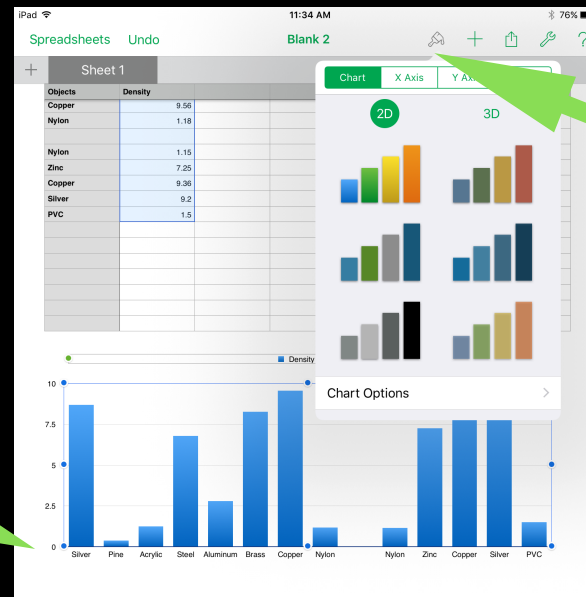 iPad 11:34 AM 76%
Spreadsheets Undo Blank 2
Sheet 1
Chart X Axis Y
2D 3D
Objects Density
Copper 9.56
Nylon 1.18
Nylon 1.15
Zinc 7.25
Copper 9.36
Silver 9.2
PVC 1.5
Chart Options
Density
10
7.5
5
2.5
0
Silver Pine Acrylic Steel Aluminum Brass Copper Nylon Nylon Zinc Copper Silver PVC